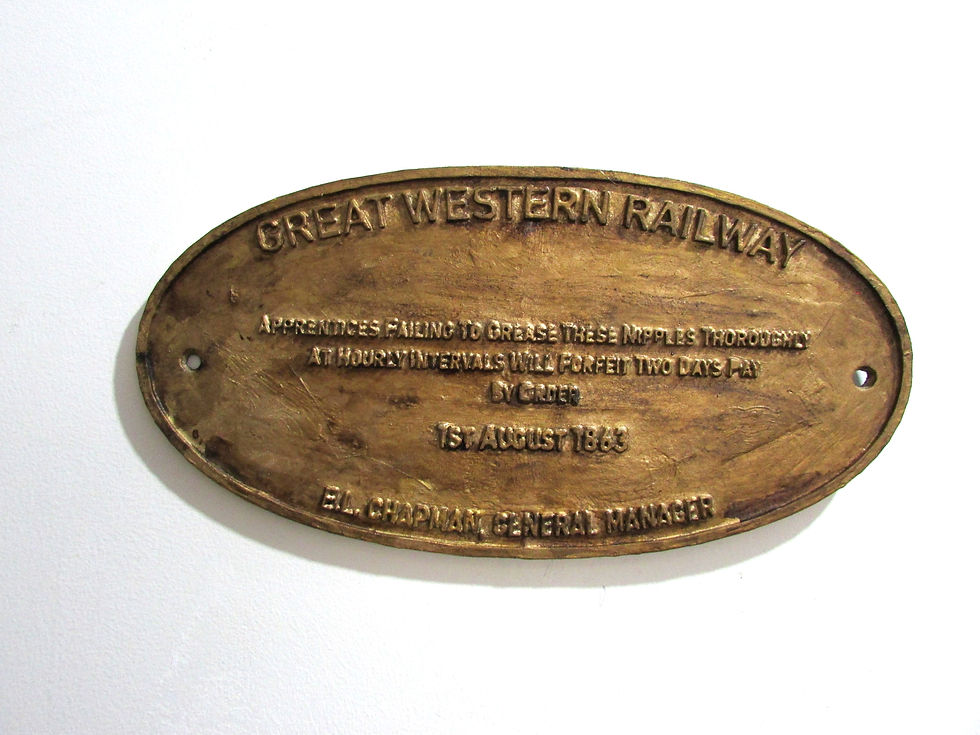 GREAT WESTERN RAILWAY
APPRENTICES FAILING TO GREASE THESE NIPPLES THOROUGHLY
AT HOURLY INTERVALS WILL FORFEIT TWO DAYS PAY
BY ORDER
1ST AUGUST 1863
B.L. CHAPMAN, GENERAL MANAGER